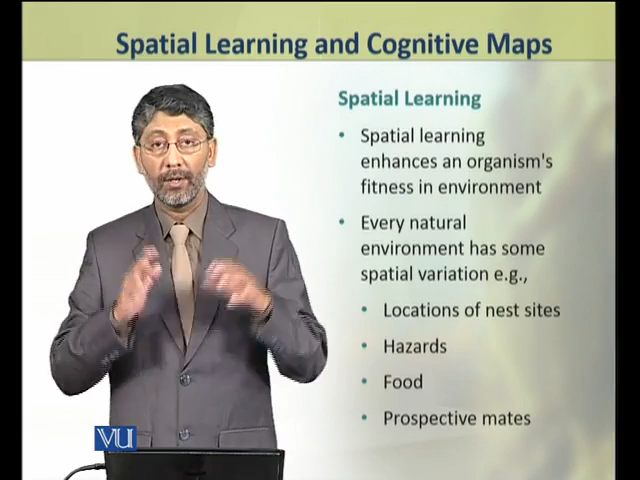 Spatial Learning and Cognitive Maps
Spatial Learning
• Spatial learning
enhances an organism's
fitness in environment
• Every natural
environment has some
spatial variation e.g.,
• Locations of nest sites
• Hazards
• Food
• Prospective mates
VU